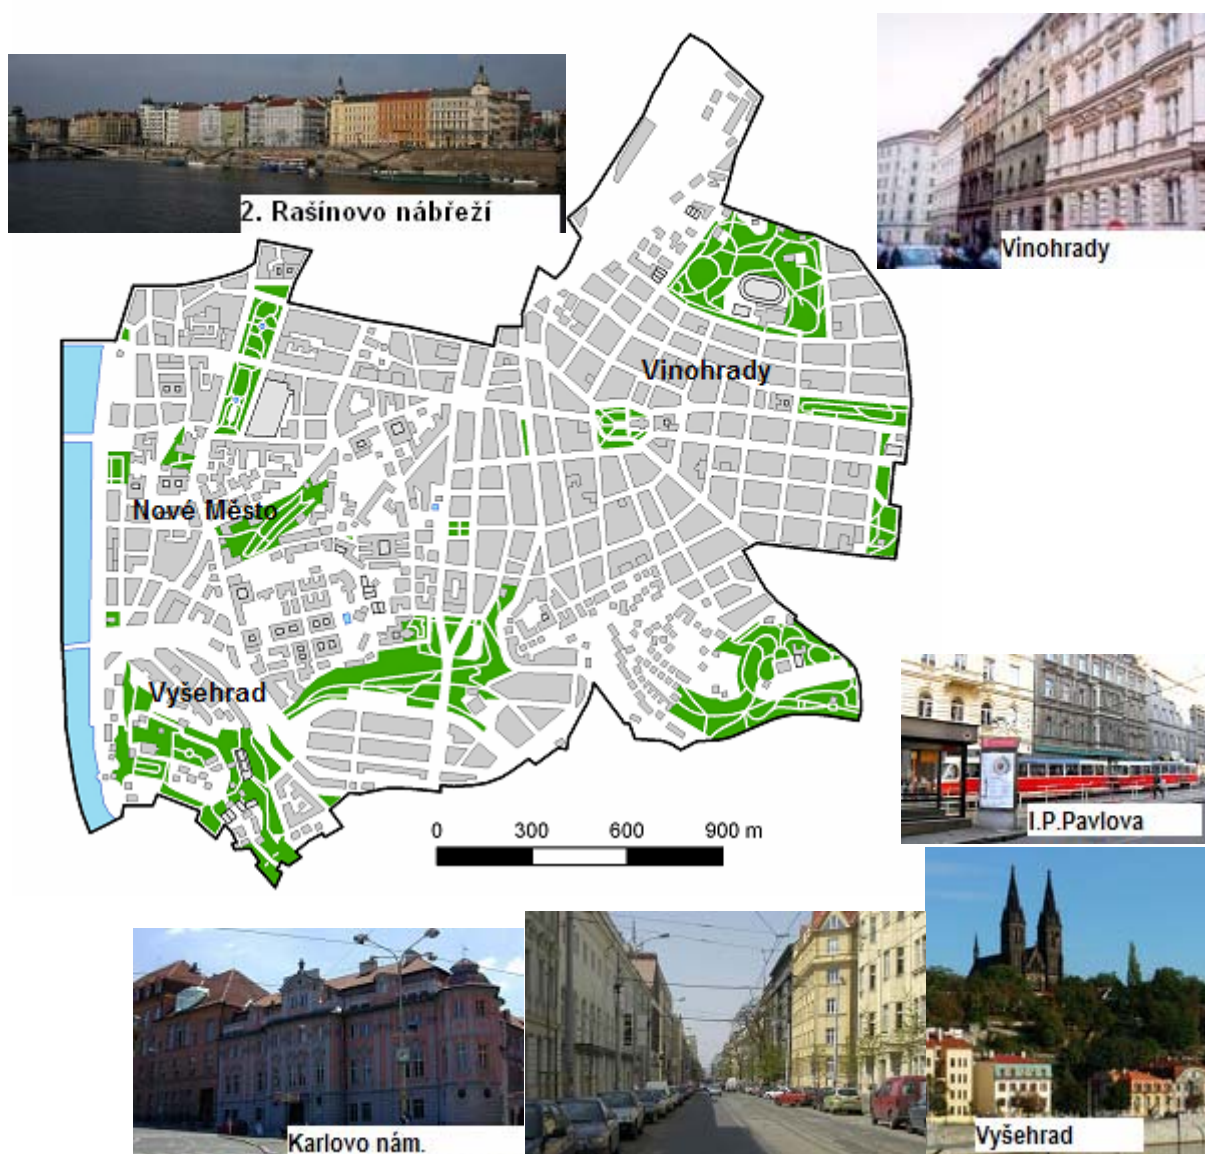 2. Rašínovo nábřeží
Vinohrady
Vinohrady
Nové Město
Vyšehrad
I.P.Pavlova
0 300 600 900 m
Karlovo nám.
Vyšehrad